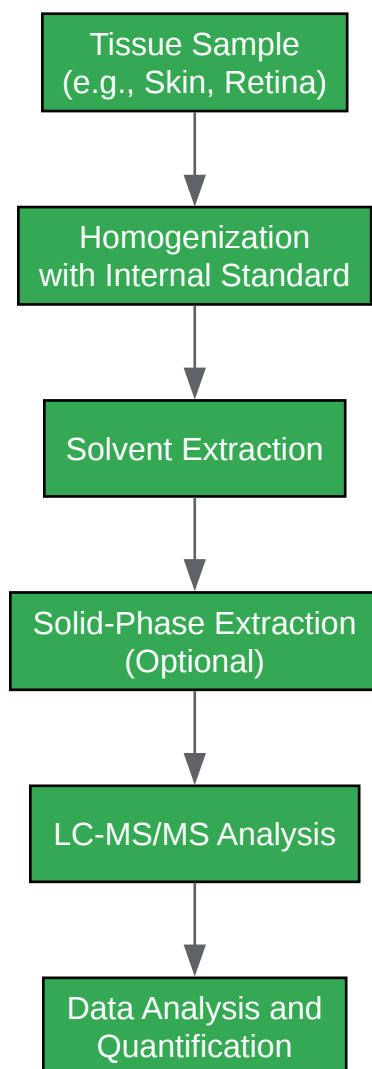 Tissue Sample
(e.g., Skin, Retina)
Homogenization
with Internal Standard
Solvent Extraction
Solid-Phase Extraction
(Optional)
LC-MS/MS Analysis
Data Analysis and
Quantification